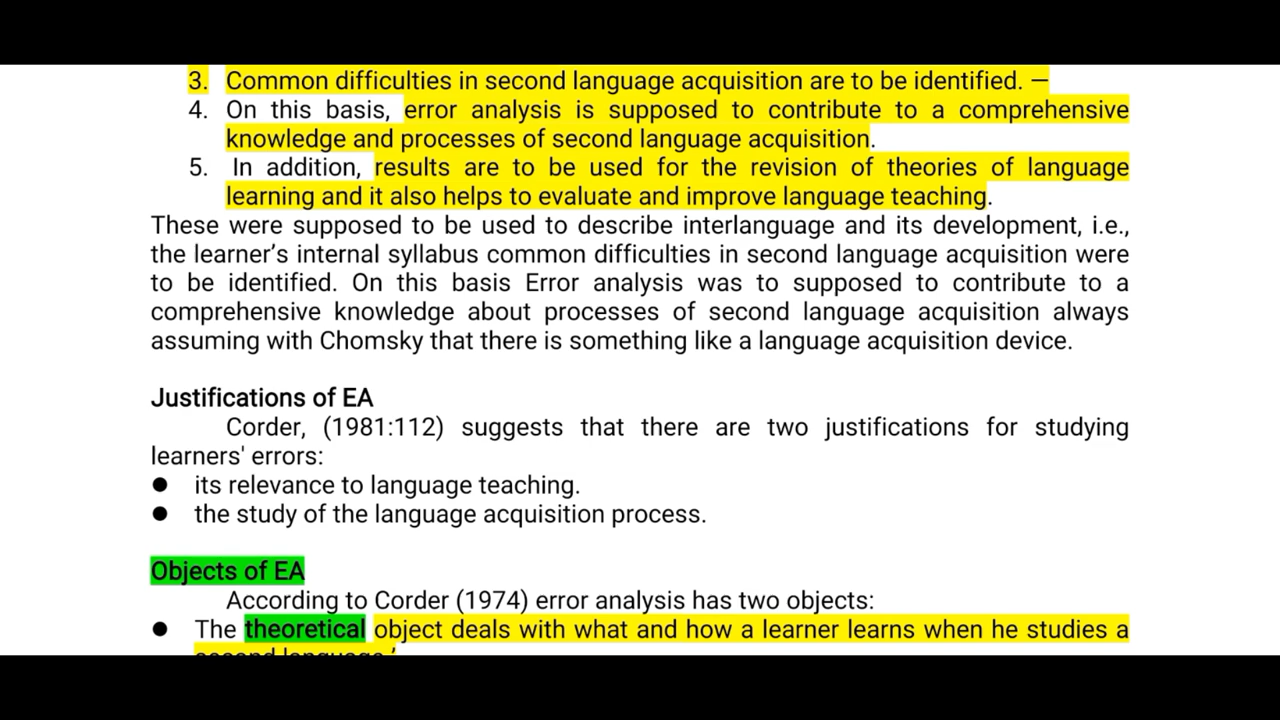 3. Common difficulties in second language acquisition are to be identified. —
4. On this basis, error analysis is supposed to contribute to a comprehensive
knowledge and processes of second language acquisition.
5. In addition, results are to be used for the revision of theories of language
learning and it also helps to evaluate and improve language teaching.
These were supposed to be used to describe interlanguage and its development, i.e.,
the learner’s internal syllabus common difficulties in second language acquisition were
to be identified. On this basis Error analysis was to supposed to contribute to a
comprehensive knowledge about processes of second language acquisition always
assuming with Chomsky that there is something like a language acquisition device.
Justifications of EA
Corder, (1981:112) suggests that there are two justifications for studying
learners' errors:
● its relevance to language teaching.
● the study of the language acquisition process.
Objects of EA
According to Corder (1974) error analysis has two objects:
● The theoretical object deals with what and how a learner learns when he studies a
second language.’